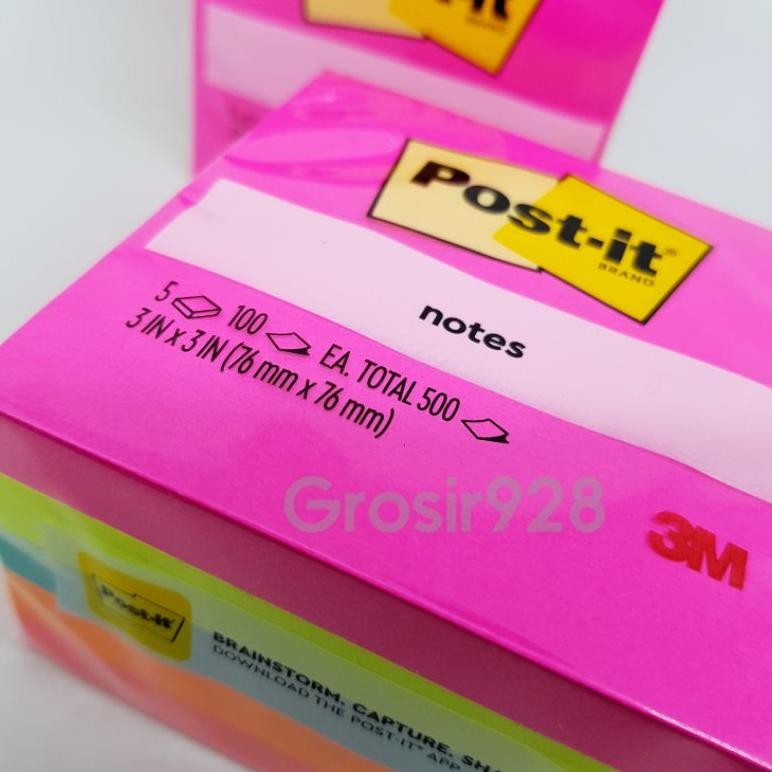 Post-it®
BRAND
notes
5 100 EA. TOTAL 500
3 IN X 3 IN (76 mm x 76 mm)
Grosir928
3M
Post-it
BRAINSTORM. CAPTURE.
DOWNLOAD THE POST-IT® APP